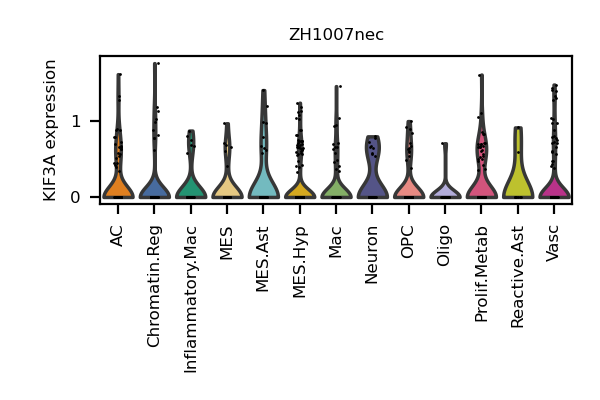 ZH1007nec
KIF3A expression
1
0
AC
Chromatin.Reg
Inflammatory.Mac
MES
MES.Ast
MES.Hyp
Mac
Neuron
OPC
Oligo
Prolif.Metab
Reactive.Ast
Vasc